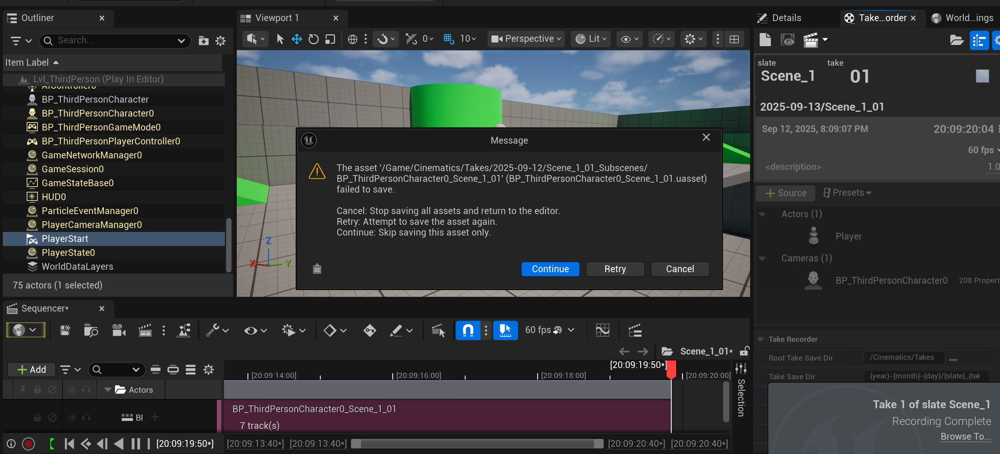 Outliner
Search...
Item Label
Lvl_ThirdPerson (Play In Editor)
AIController0
BP_ThirdPersonCharacter
BP_ThirdPersonCharacter0
BP_ThirdPersonGameMode0
BP_ThirdPersonPlayerController0
GameNetworkManager0
GameSession0
GameStateBase0
HUD0
ParticleEventManager0
PlayerCameraManager0
PlayerStart
PlayerState0
WorldDataLayers
75 actors (1 selected)
Viewport 1
0
10
Perspective
Lit
Z
X
Y
Message
The asset '/Game/Cinematics/Takes/2025-09-12/Scene_1_01_Subscenes/
BP_ThirdPersonCharacter0_Scene_1_01' (BP_ThirdPersonCharacter0_Scene_1_01.uasset)
failed to save.
Cancel: Stop saving all assets and return to the editor.
Retry: Attempt to save the asset again.
Continue: Skip saving this asset only.
Continue
Retry
Cancel
Details
Take...order
World...ings
slate
take
Scene_1
01
2025-09-13/Scene_1_01
Sep 12, 2025, 8:09:07 PM
20:09:20:04
60 fps
<description>
1.0
Source
Presets
Actors (1)
Player
Cameras (1)
BP_ThirdPersonCharacter0 208 Propert
Take Recorder
Root Take Save Dir
/Cinematics/Takes
Take Save Dir
{year}-{month}-{day}/{slate}_{tak
Take 1 of slate Scene_1
Recording Complete
Browse To...
Sequencer*
60 fps
Scene_1_01*
Add
[20:09:19:50*]
[20:09:14:00]
[20:09:16:00]
[20:09:18:00]
[20:09:20:00]
Actors
BP_ThirdPersonCharacter0_Scene_1_01
7 track(s)
BI
Selection
[20:09:19:50*]
[20:09:13:40*]
[20:09:13:40*]
[20:09:20:40*]
[20:09:20:40*]